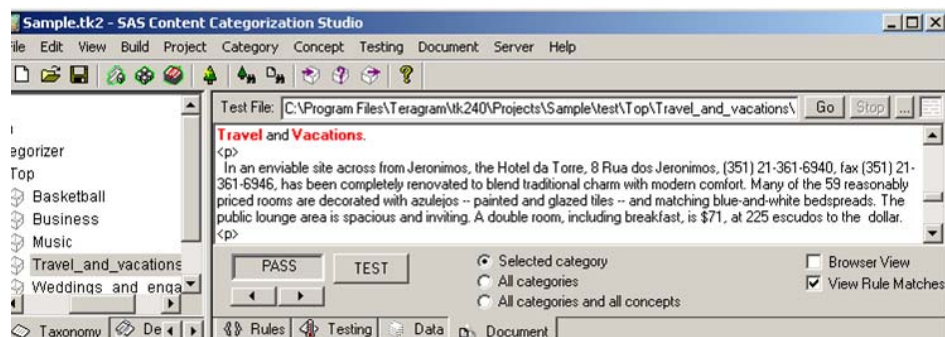 Sample.tk2 - SAS Content Categorization Studio
File Edit View Build Project Category Concept Testing Document Server Help
Test File: C:\Program Files\Teragram\tk240\Projects\Sample\test\Top\Travel_and_vacations\ Go Stop ...
Travel and Vacations.
<p>
In an enviable site across from Jeronimos, the Hotel da Torre, 8 Rua dos Jeronimos, (351) 21-361-6940, fax (351) 21-
361-6946, has been completely renovated to blend traditional charm with modern comfort. Many of the 59 reasonably
priced rooms are decorated with azulejos -- painted and glazed tiles -- and matching blue-and-white bedspreads. The
public lounge area is spacious and inviting. A double room, including breakfast, is $71, at 225 escudos to the dollar.
<p>
egorizer
Top
Basketball
Business
Music
Travel_and_vacations
Weddings and enga
Taxonomy De
PASS TEST
Selected category
All categories
All categories and all concepts
Browser View
View Rule Matches
Rules Testing Data Document